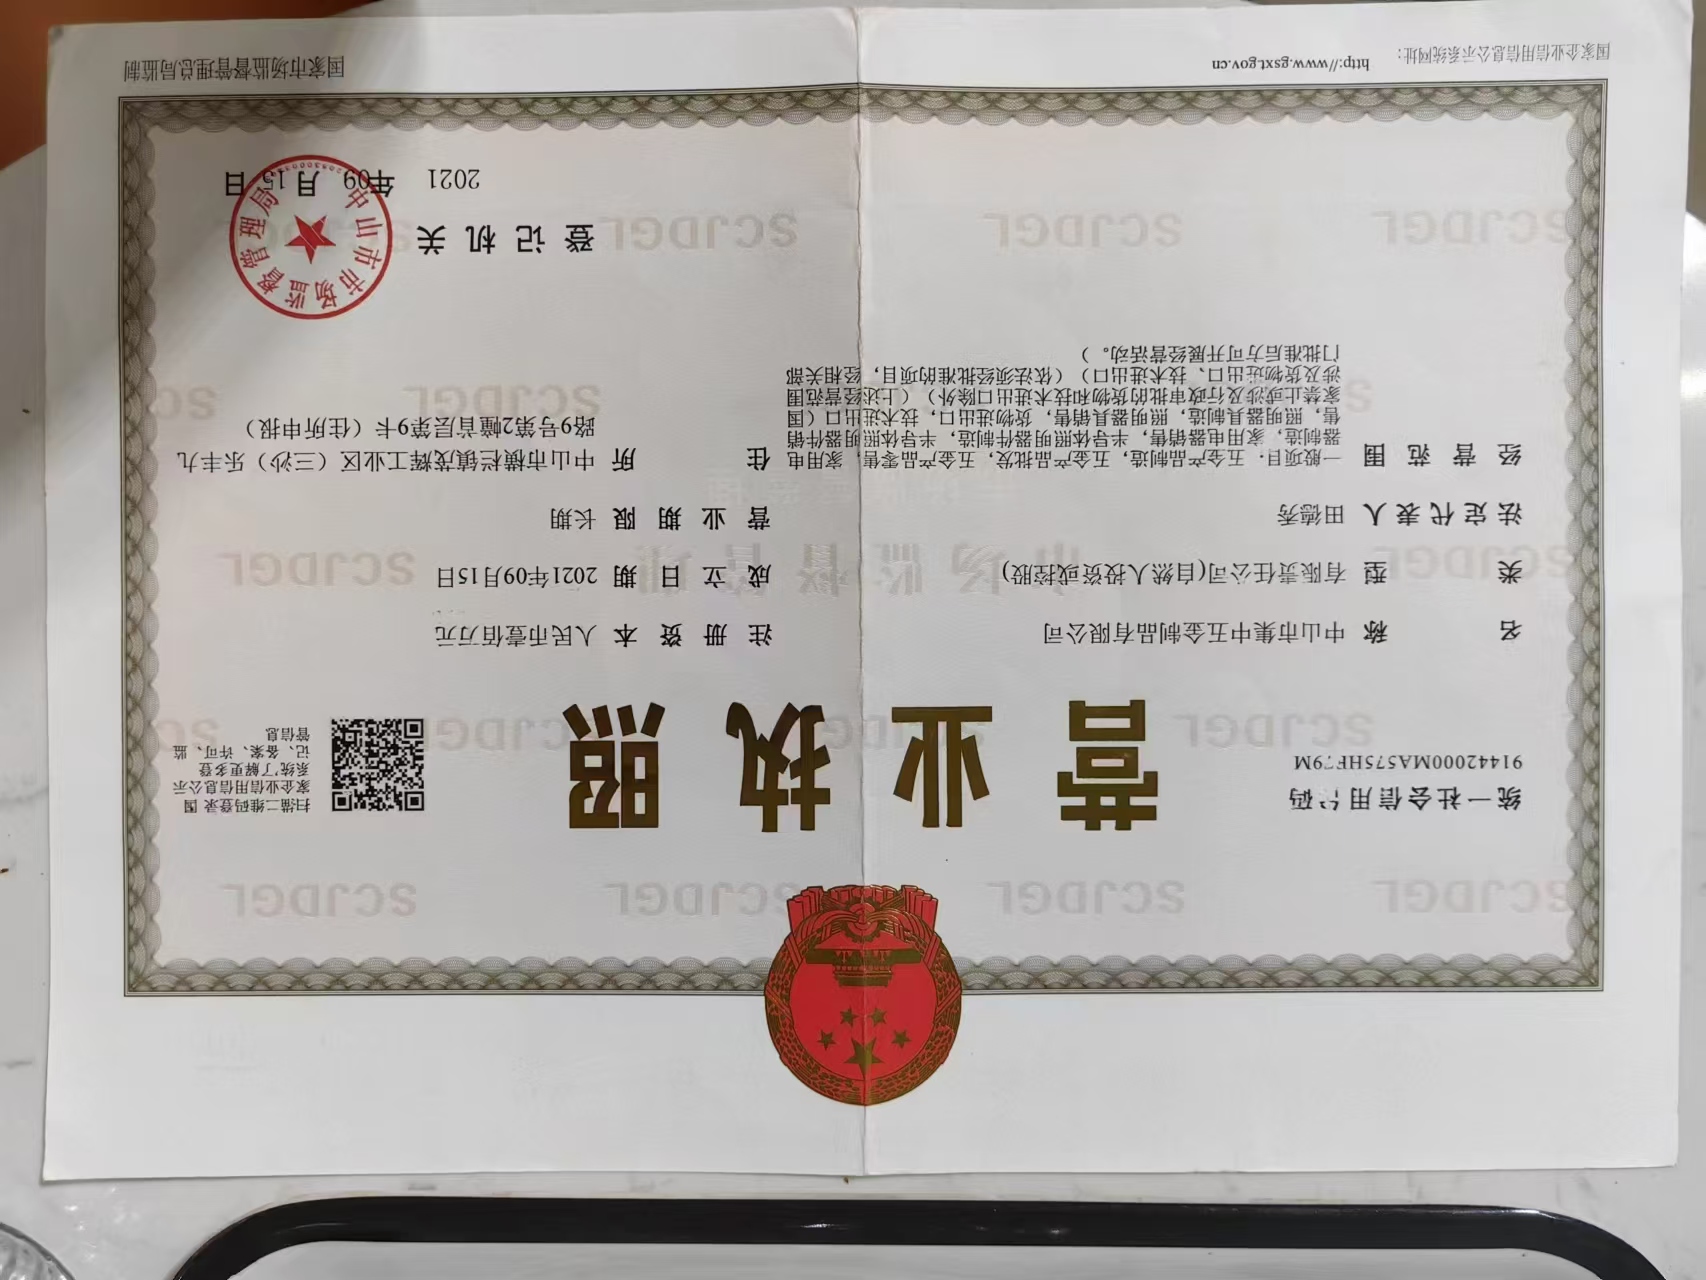 统一社会信用代码
91442000MA575HF79M
营业执照
扫描二维码登录‘国
家企业信用信息公示
系统’了解更多登
记、备案、许可、监
管信息
名称 中山市集中五金制品有限公司
类型 有限责任公司(自然人投资或控股)
法定代表人 田德秀
经营范围 一般项目：五金产品制造，五金产品批发，五金产品零售，家用电
器制造，家用电器销售，半导体照明器件制造，半导体照明器件销
售，照明器具制造，照明器具销售，货物进出口，技术进出口（国
家禁止或涉及行政审批的货物和技术进出口除外）（上述经营范围
涉及货物进出口、技术进出口）（依法须经批准的项目，经相关部
门批准后方可开展经营活动。）
注册资本 人民币壹佰万元
成立日期 2021年09月15日
营业期限 长期
住所 中山市横栏镇茂辉工业区（三沙）乐丰九
路9号第2幢首层第9卡（住所申报）
登记机关
中山市市场监督管理局
2021 年 09 月 15 日
国家企业信用信息公示系统网址： http://www.gsxt.gov.cn
国家市场监督管理总局监制
SCJDGL
市场监督管理